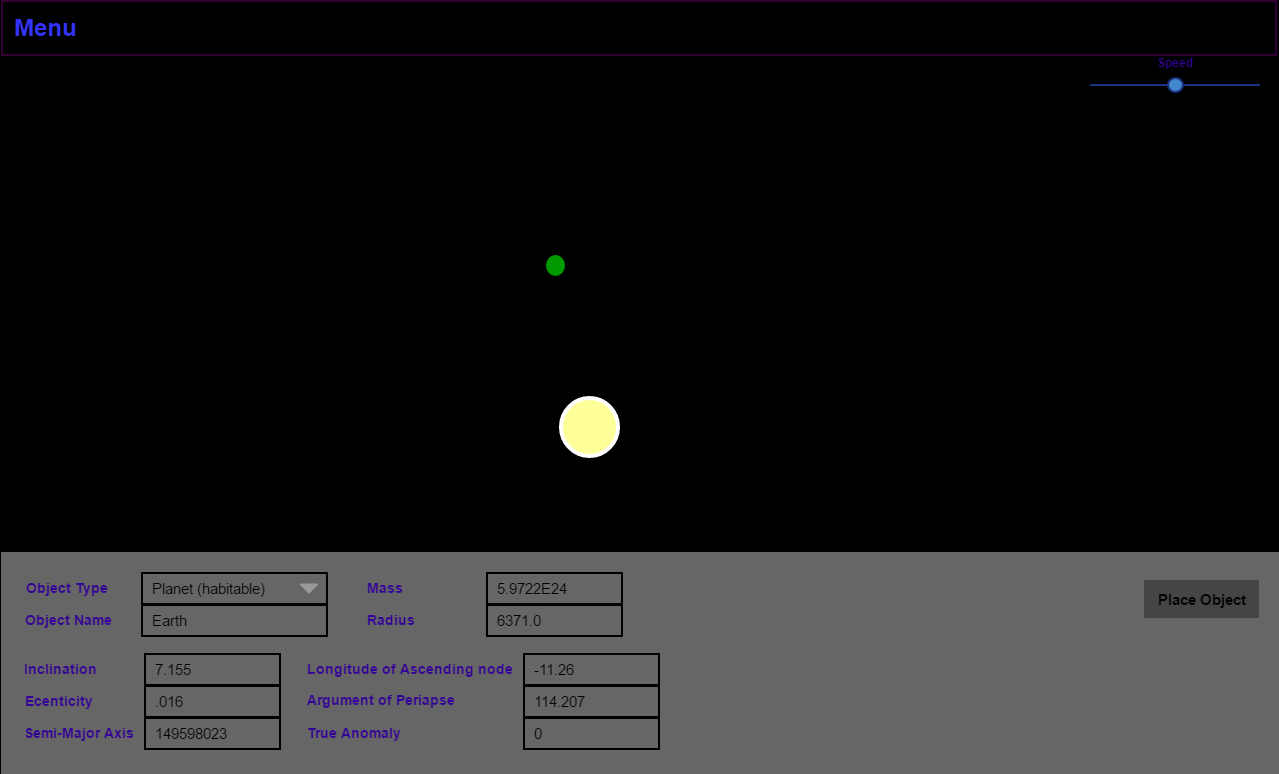 Menu
Speed
Object Type Planet (habitable) Mass 5.9722E24 Place Object
Object Name Earth Radius 6371.0
Inclination 7.155 Longitude of Ascending node -11.26
Ecenticity .016 Argument of Periapse 114.207
Semi-Major Axis 149598023 True Anomaly 0